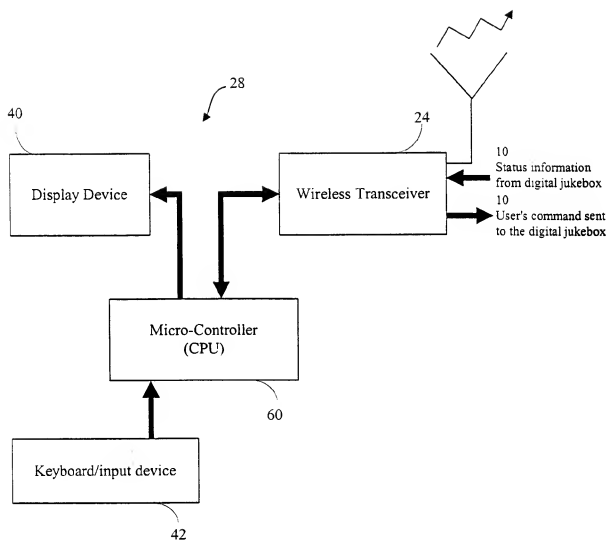 28
40
24
Display Device
Wireless Transceiver
10
Status information
from digital jukebox
10
User's command sent
to the digital jukebox
Micro-Controller
(CPU)
60
Keyboard/input device
42